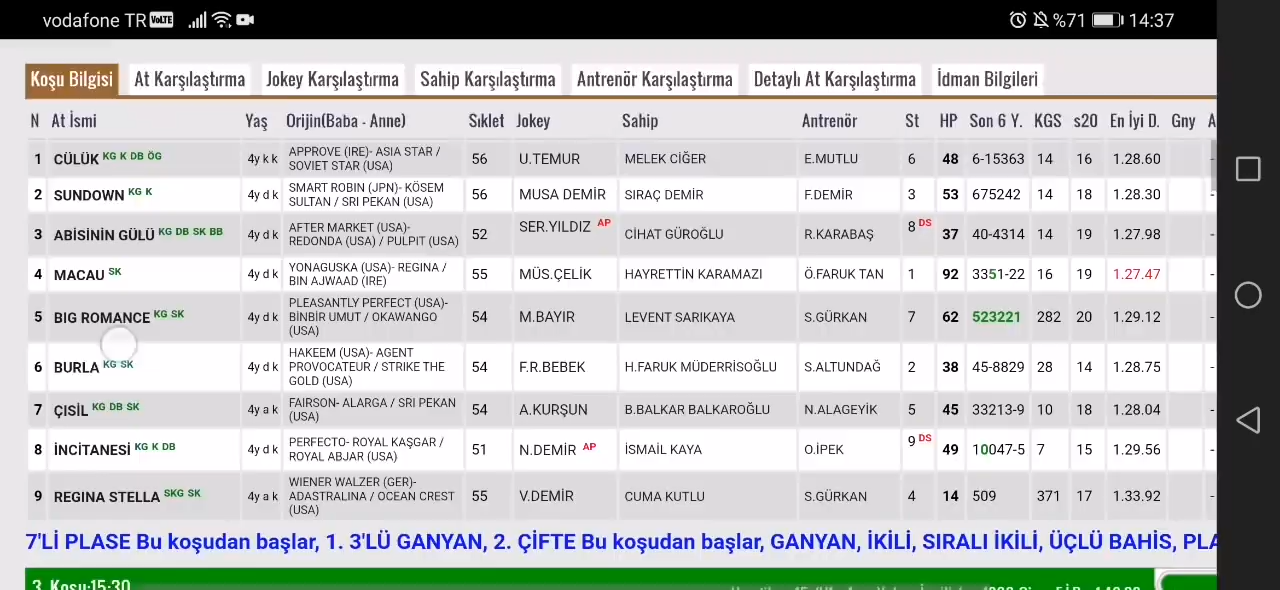 vodafone TR VoLTE %71 14:37
Koşu Bilgisi At Karşılaştırma Jokey Karşılaştırma Sahip Karşılaştırma Antrenör Karşılaştırma Detaylı At Karşılaştırma İdman Bilgileri
N At İsmi Yaş Orijin(Baba - Anne) Sıklet Jokey Sahip Antrenör St HP Son 6 Y. KGS s20 En İyi D. Gny A
1 CÜLÜK KG K DB ÖG 4y k k APPROVE (IRE)- ASIA STAR / SOVIET STAR (USA) 56 U.TEMUR MELEK CİĞER E.MUTLU 6 48 6-15363 14 16 1.28.60 -
2 SUNDOWN KG K 4y d k SMART ROBIN (JPN)- KÖSEM SULTAN / SRI PEKAN (USA) 56 MUSA DEMİR SIRAÇ DEMİR F.DEMİR 3 53 675242 14 18 1.28.30 -
3 ABİSİNİN GÜLÜ KG DB SK BB 4y d k AFTER MARKET (USA)- REDONDA (USA) / PULPIT (USA) 52 SER.YILDIZ AP CİHAT GÜROĞLU R.KARABAŞ 8 DS 37 40-4314 14 19 1.27.98 -
4 MACAU SK 4y d k YONAGUSKA (USA)- REGINA / BIN AJWAAD (IRE) 55 MÜS.ÇELİK HAYRETTİN KARAMAZI Ö.FARUK TAN 1 92 3351-22 16 19 1.27.47 -
5 BIG ROMANCE KG SK 4y d k PLEASANTLY PERFECT (USA)- BİNBİR UMUT / OKAWANGO (USA) 54 M.BAYIR LEVENT SARIKAYA S.GÜRKAN 7 62 523221 282 20 1.29.12 -
6 BURLA KG SK 4y d k HAKEEM (USA)- AGENT PROVOCATEUR / STRIKE THE GOLD (USA) 54 F.R.BEBEK H.FARUK MÜDERRİSOĞLU S.ALTUNDAĞ 2 38 45-8829 28 14 1.28.75 -
7 ÇISİL KG DB SK 4y a k FAIRSON- ALARGA / SRI PEKAN (USA) 54 A.KURŞUN B.BALKAR BALKAROĞLU N.ALAGEYİK 5 45 33213-9 10 18 1.28.04 -
8 İNCİTANESİ KG K DB 4y d k PERFECTO- ROYAL KAŞGAR / ROYAL ABJAR (USA) 51 N.DEMİR AP İSMAİL KAYA O.İPEK 9 DS 49 10047-5 7 15 1.29.56 -
9 REGINA STELLA SKG SK 4y a k WIENER WALZER (GER)- ADASTRALINA / OCEAN CREST (USA) 55 V.DEMİR CUMA KUTLU S.GÜRKAN 4 14 509 371 17 1.33.92 -
7'Lİ PLASE Bu koşudan başlar, 1. 3'LÜ GANYAN, 2. ÇİFTE Bu koşudan başlar, GANYAN, İKİLİ, SIRALI İKİLİ, ÜÇLÜ BAHİS, PLA
3. Koşu:15:30